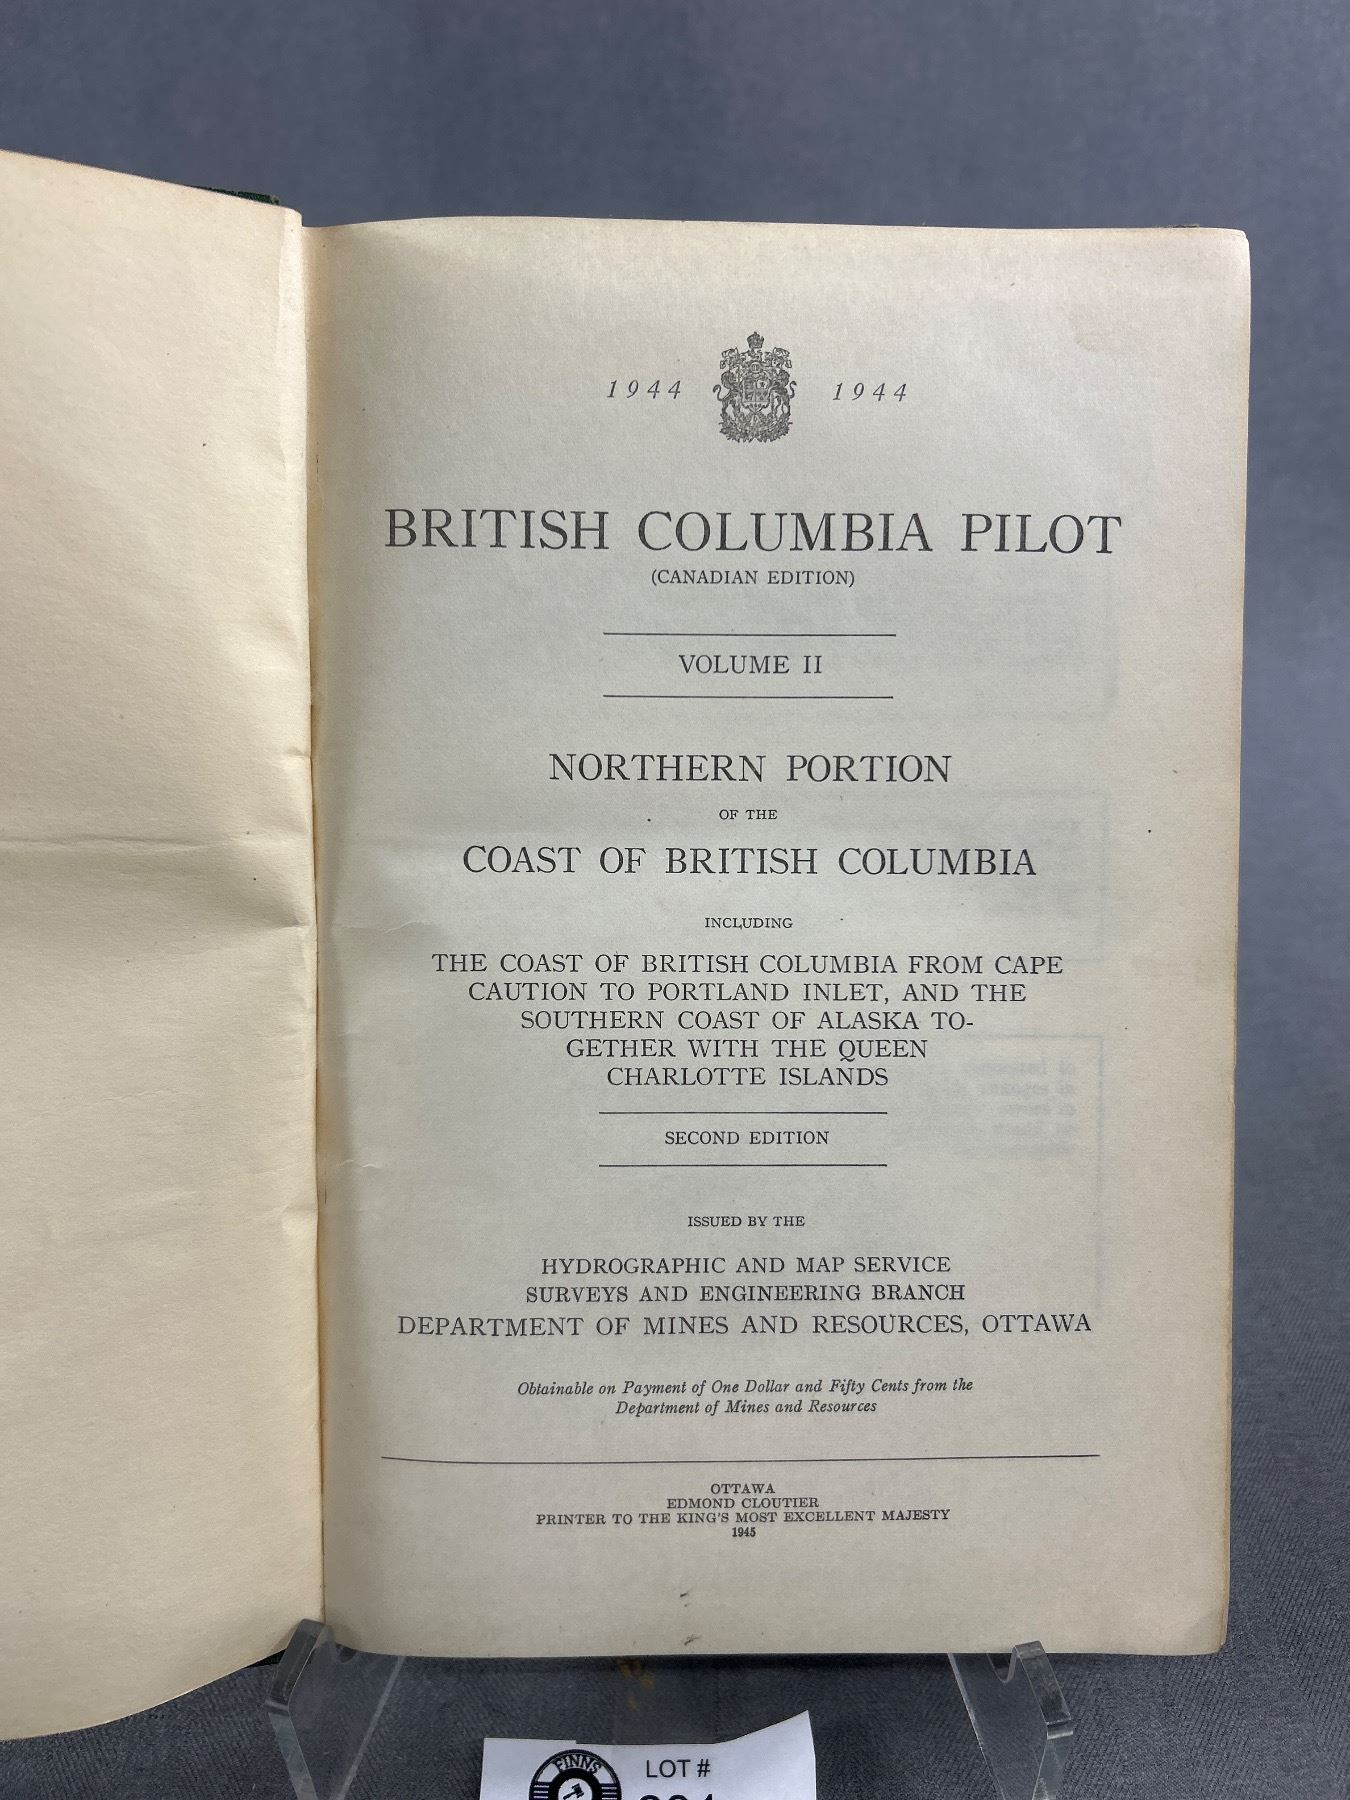 1944 1944
BRITISH COLUMBIA PILOT
(CANADIAN EDITION)
VOLUME II
NORTHERN PORTION
OF THE
COAST OF BRITISH COLUMBIA
INCLUDING
THE COAST OF BRITISH COLUMBIA FROM CAPE
CAUTION TO PORTLAND INLET, AND THE
SOUTHERN COAST OF ALASKA TO-
GETHER WITH THE QUEEN
CHARLOTTE ISLANDS
SECOND EDITION
ISSUED BY THE
HYDROGRAPHIC AND MAP SERVICE
SURVEYS AND ENGINEERING BRANCH
DEPARTMENT OF MINES AND RESOURCES, OTTAWA
Obtainable on Payment of One Dollar and Fifty Cents from the
Department of Mines and Resources
OTTAWA
EDMOND CLOUTIER
PRINTER TO THE KING'S MOST EXCELLENT MAJESTY
1945
FINNS
LOT #